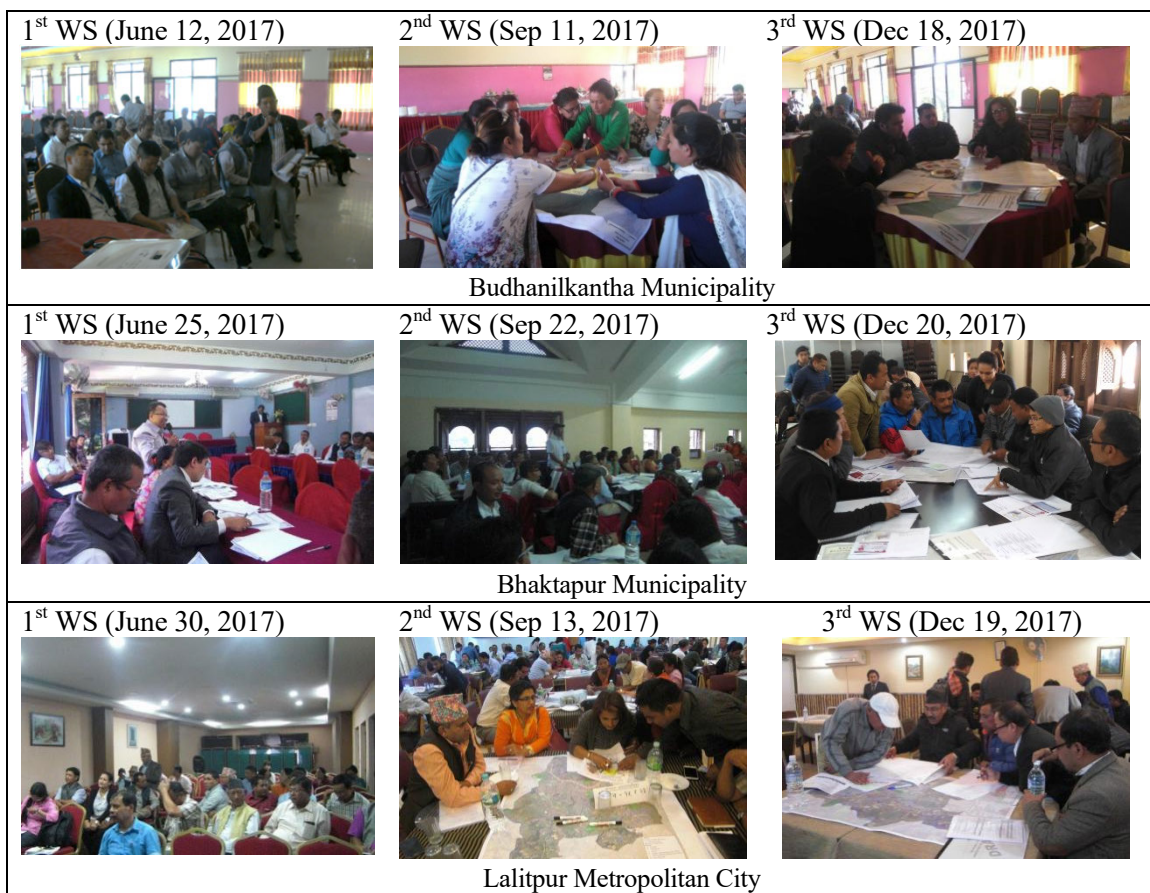 1st WS (June 12, 2017) 2nd WS (Sep 11, 2017) 3rd WS (Dec 18, 2017)
Budhanilkantha Municipality
1st WS (June 25, 2017) 2nd WS (Sep 22, 2017) 3rd WS (Dec 20, 2017)
Bhaktapur Municipality
1st WS (June 30, 2017) 2nd WS (Sep 13, 2017) 3rd WS (Dec 19, 2017)
Lalitpur Metropolitan City